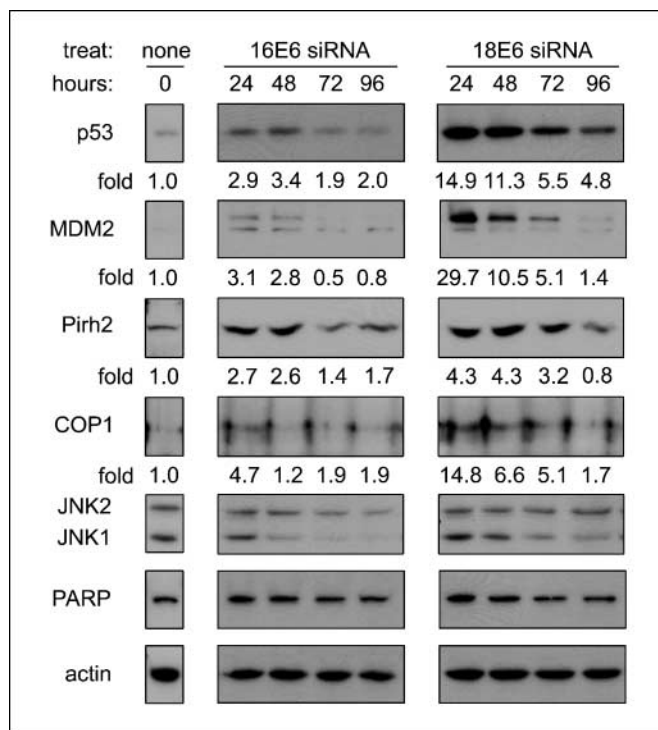 treat: none 16E6 siRNA 18E6 siRNA
hours: 0 24 48 72 96 24 48 72 96
p53
fold 1.0 2.9 3.4 1.9 2.0 14.9 11.3 5.5 4.8
MDM2
fold 1.0 3.1 2.8 0.5 0.8 29.7 10.5 5.1 1.4
Pirh2
fold 1.0 2.7 2.6 1.4 1.7 4.3 4.3 3.2 0.8
COP1
fold 1.0 4.7 1.2 1.9 1.9 14.8 6.6 5.1 1.7
JNK2
JNK1
PARP
actin